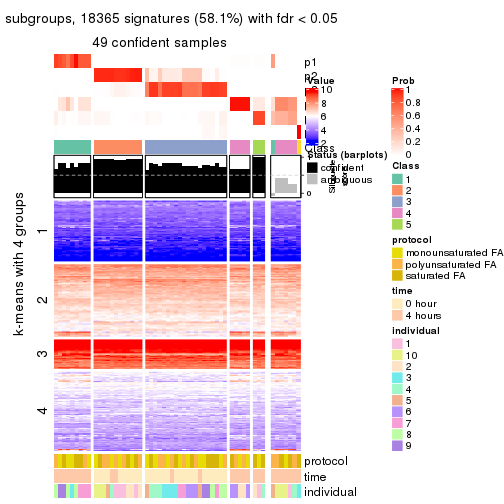 subgroups, 18365 signatures (58.1%) with fdr < 0.05
49 confident samples
p1
p2
Class
k-means with 4 groups
1
2
3
4
protocol
time
individual
Value
10
8
6
4
2
0
Status (barplots)
confident
ambiguous
Prob
1
0.8
0.6
0.4
0.2
0
Class
1
2
3
4
5
protocol
monounsaturated FA
polyunsaturated FA
saturated FA
time
0 hour
4 hours
individual
1
10
2
3
4
5
6
7
8
9